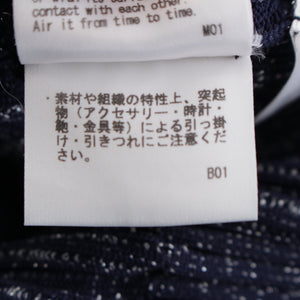 contact with each other.
Air it from time to time.
M01
・素材や組織の特性上、突起
物（アクセサリー・時計・
鞄・金具等）による引っ掛
け・引きつれにご注意くだ
さい。
B01